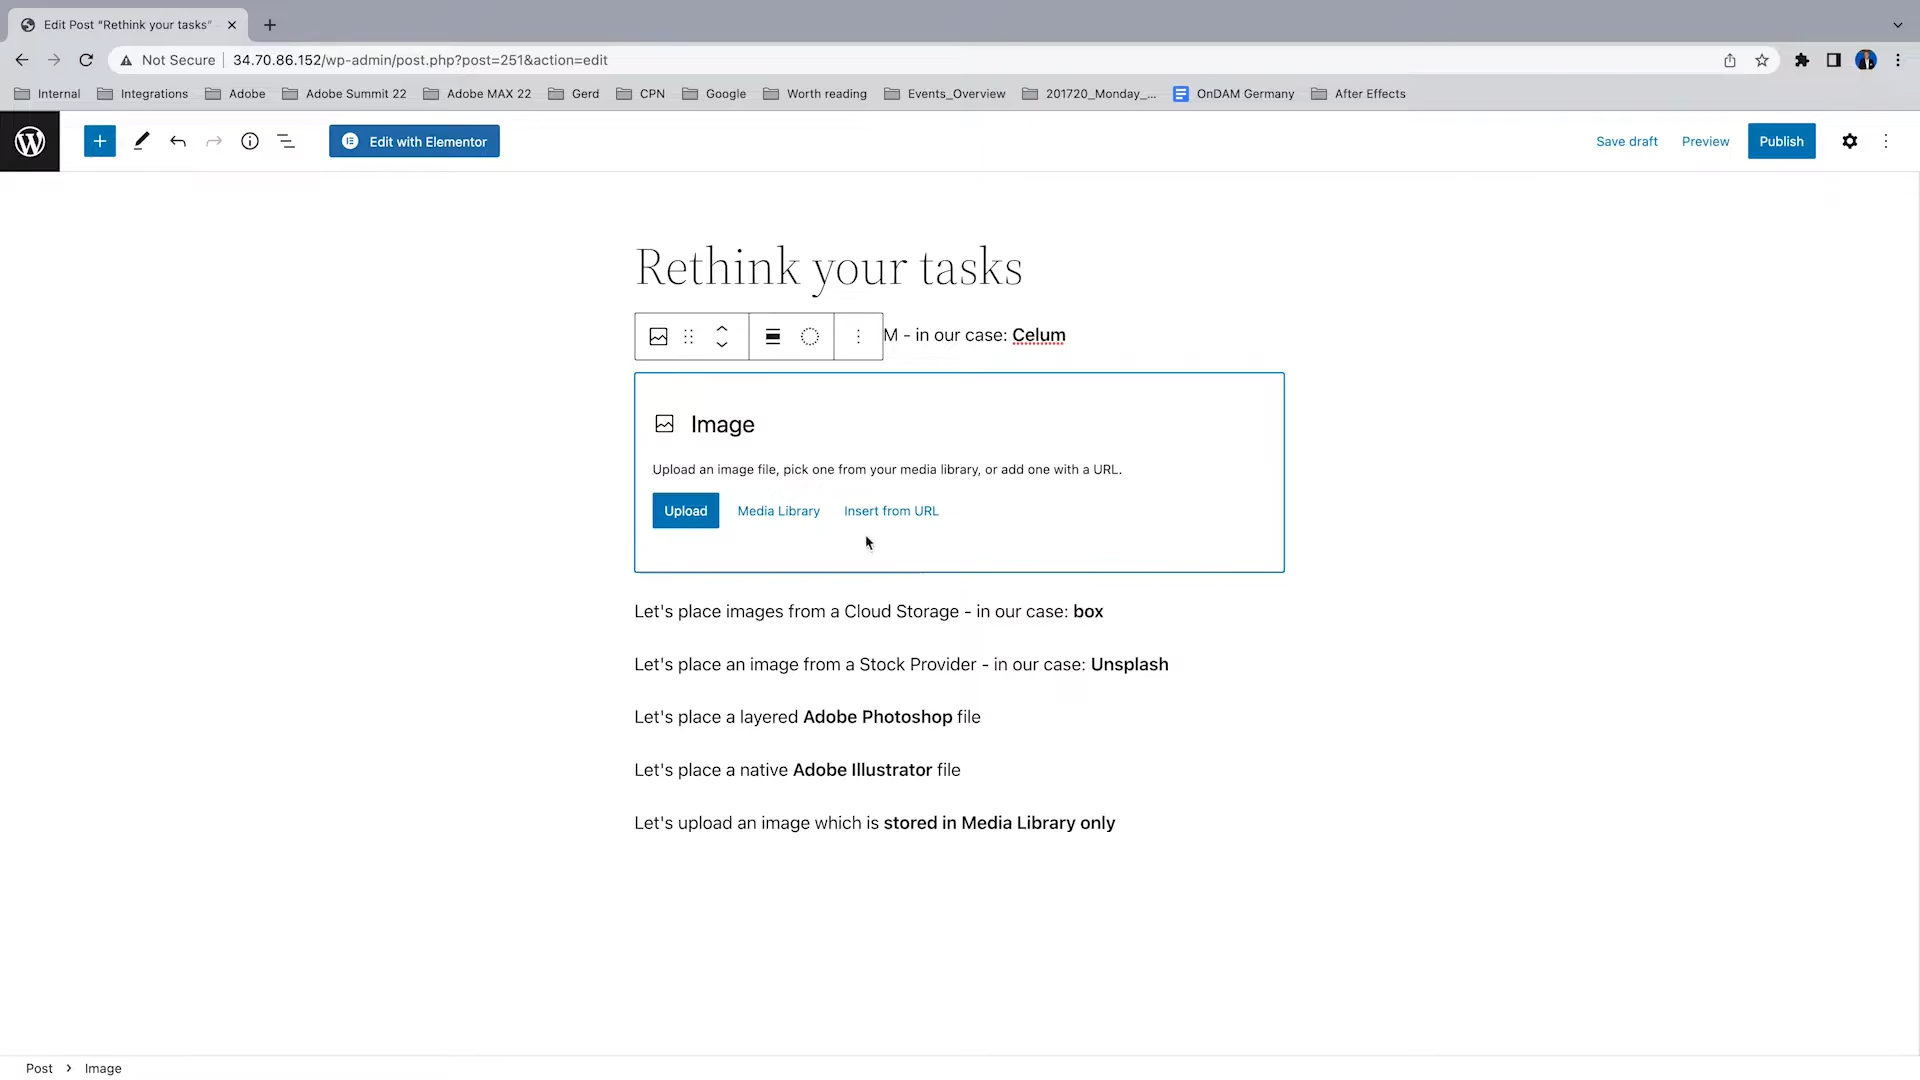 Edit Post “Rethink your tasks”
Not Secure
34.70.86.152/wp-admin/post.php?post=251&action=edit
Internal
Integrations
Adobe
Adobe Summit 22
Adobe MAX 22
Gerd
CPN
Google
Worth reading
Events_Overview
201720_Monday_...
OnDAM Germany
After Effects
Edit with Elementor
Save draft
Preview
Publish
Rethink your tasks
M - in our case: Celum
Image
Upload an image file, pick one from your media library, or add one with a URL.
Upload
Media Library
Insert from URL
Let's place images from a Cloud Storage - in our case: box
Let's place an image from a Stock Provider - in our case: Unsplash
Let's place a layered Adobe Photoshop file
Let's place a native Adobe Illustrator file
Let's upload an image which is stored in Media Library only
Post › Image